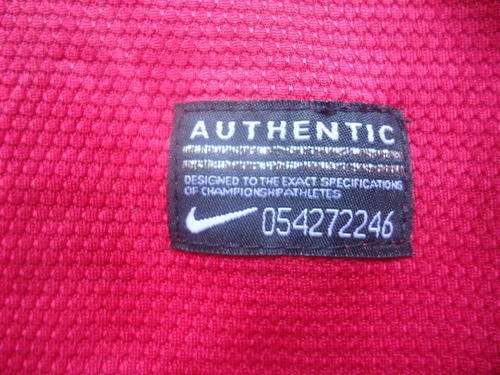 AUTHENTIC
DESIGNED TO THE EXACT SPECIFICATIONS
OF CHAMPIONSHIP ATHLETES
054272246